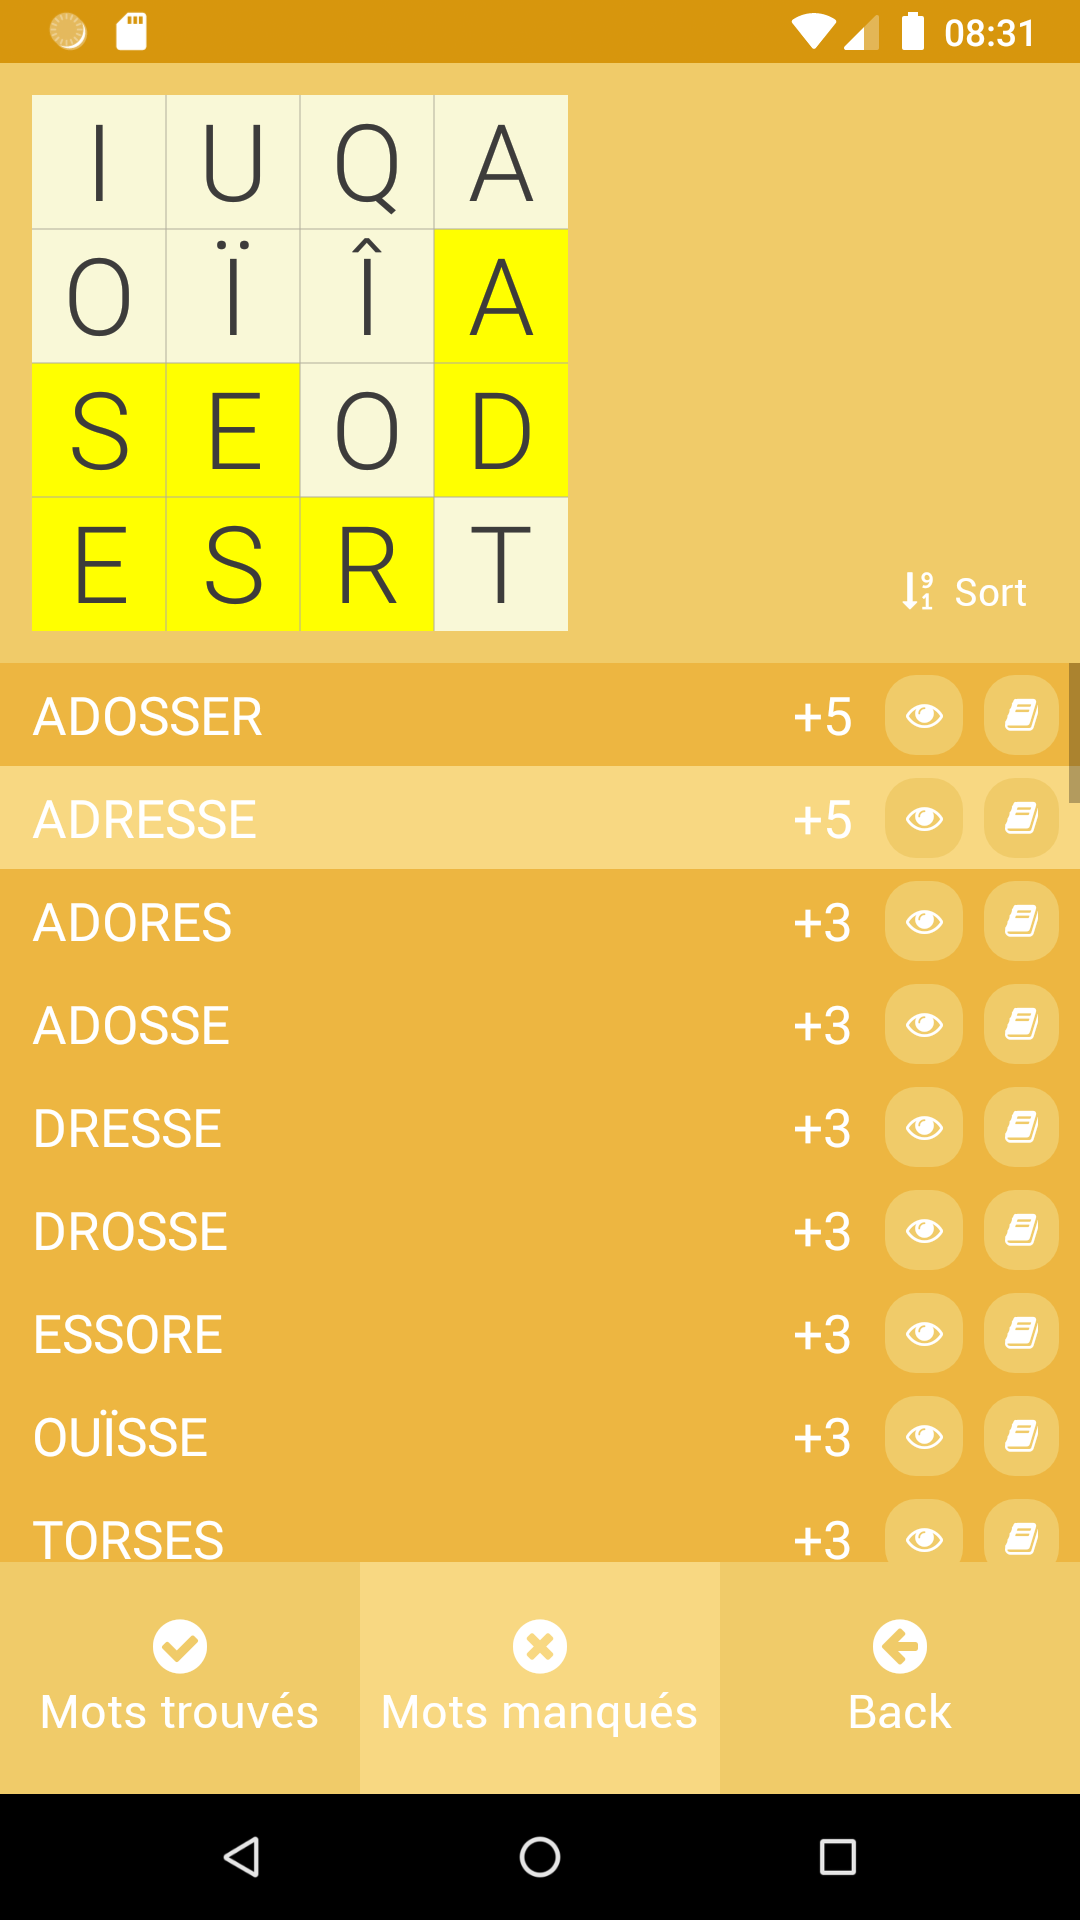 08:31
I U Q A
O Ï Î A
S E O D
E S R T
Sort
ADOSSER +5
ADRESSE +5
ADORES +3
ADOSSE +3
DRESSE +3
DROSSE +3
ESSORE +3
OUÏSSE +3
TORSES +3
Mots trouvés
Mots manqués
Back